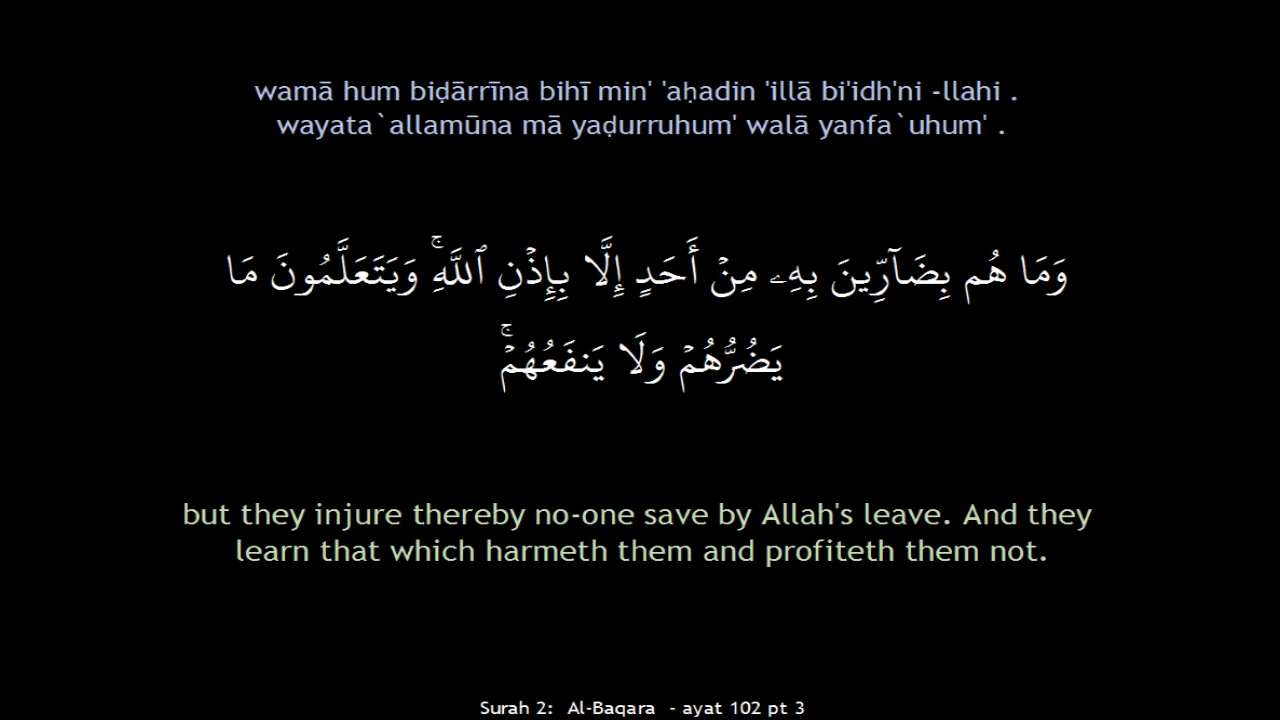 wamā hum biḍārrīna bihī min' 'aḥadin 'illā bi'idh'ni -llahi .
wayata`allamūna mā yaḍurruhum' walā yanfa`uhum' .
وَمَا هُم بِضَآرِّينَ بِهِۦ مِنۡ أَحَدٍ إِلَّا بِإِذۡنِ ٱللَّهِۚ وَيَتَعَلَّمُونَ مَا
يَضُرُّهُمۡ وَلَا يَنفَعُهُمۡۚ
but they injure thereby no-one save by Allah's leave. And they
learn that which harmeth them and profiteth them not.
Surah 2: Al-Baqara - ayat 102 pt 3